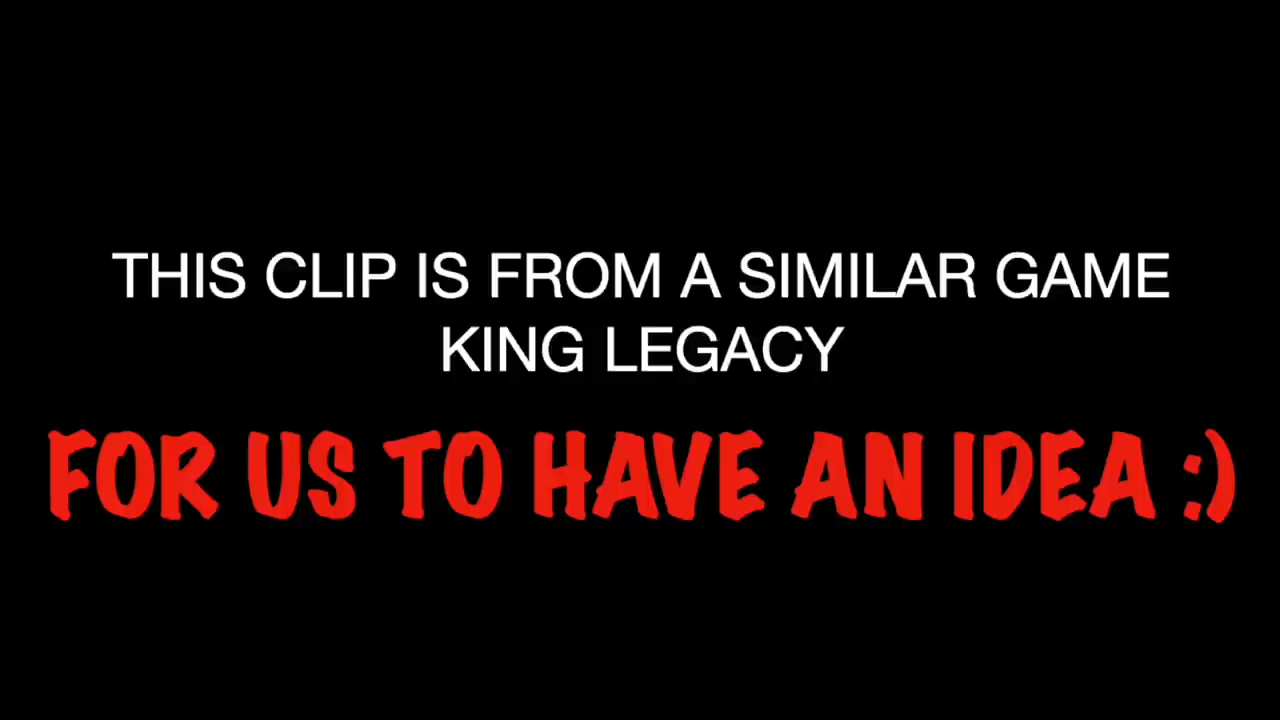 THIS CLIP IS FROM A SIMILAR GAME
KING LEGACY
FOR US TO HAVE AN IDEA :)